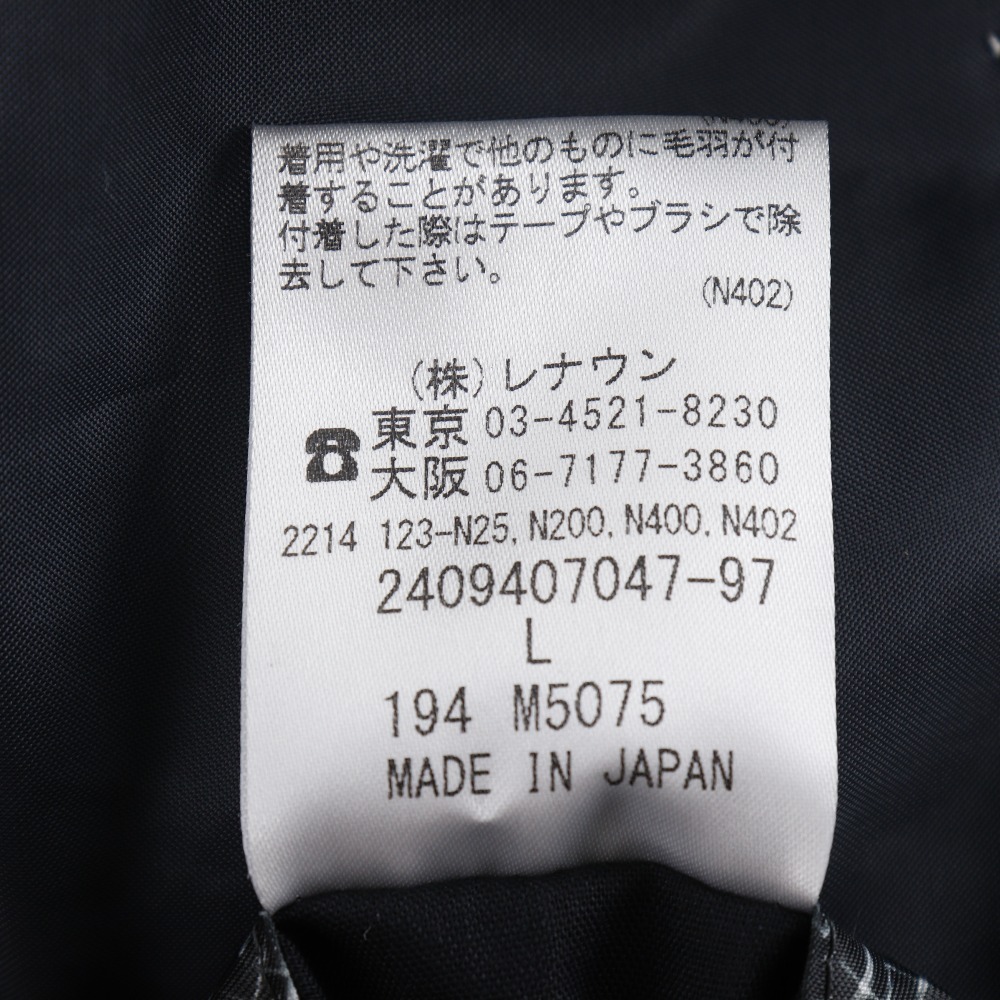 着用や洗濯で他のものに毛羽が付
着することがあります。
付着した際はテープやブラシで除
去して下さい。
(N402)
(株)レナウン
☎東京 03-4521-8230
大阪 06-7177-3860
2214 123-N25, N200, N400, N402
2409407047-97
L
194 M5075
MADE IN JAPAN